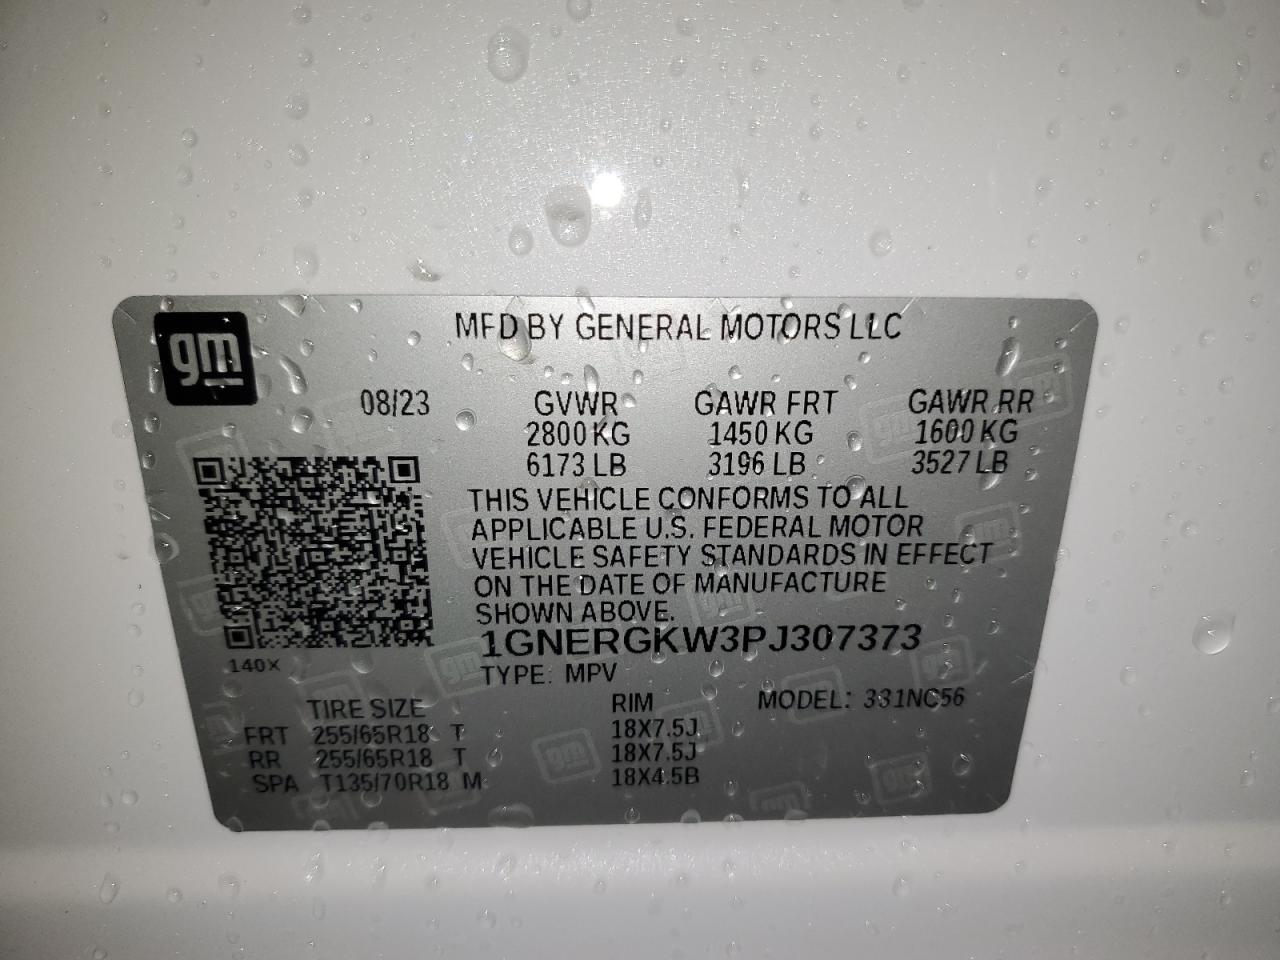 gm
MFD BY GENERAL MOTORS LLC
08/23 GVWR GAWR FRT GAWR RR
2800 KG 1450 KG 1600 KG
6173 LB 3196 LB 3527 LB
THIS VEHICLE CONFORMS TO ALL
APPLICABLE U.S. FEDERAL MOTOR
VEHICLE SAFETY STANDARDS IN EFFECT
ON THE DATE OF MANUFACTURE
SHOWN ABOVE.
1GNERGKW3PJ307373
140X
TYPE: MPV
TIRE SIZE RIM MODEL: 331NC56
FRT 255/65R18 T 18X7.5J
RR 255/65R18 T 18X7.5J
SPA T135/70R18 M 18X4.5B